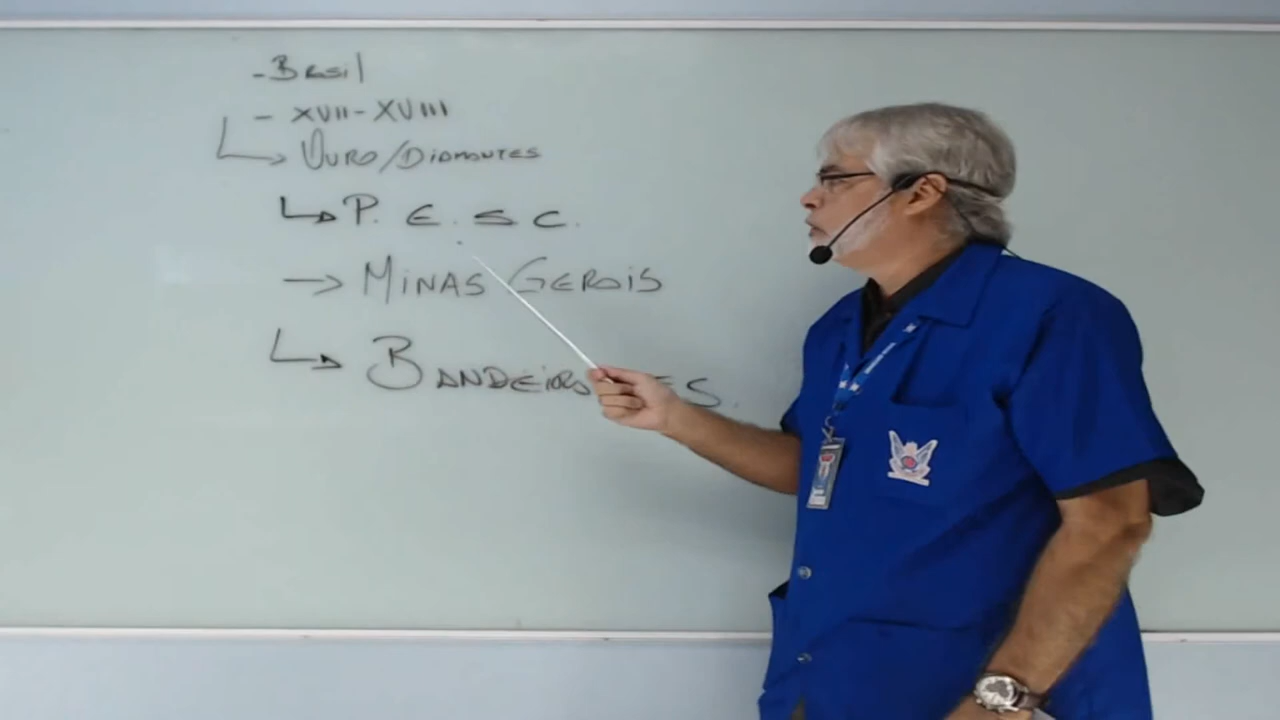 - Brasil
- XVII - XVIII
→ Ouro/Diamantes
→ P. E. S C.
→ Minas Gerais
→